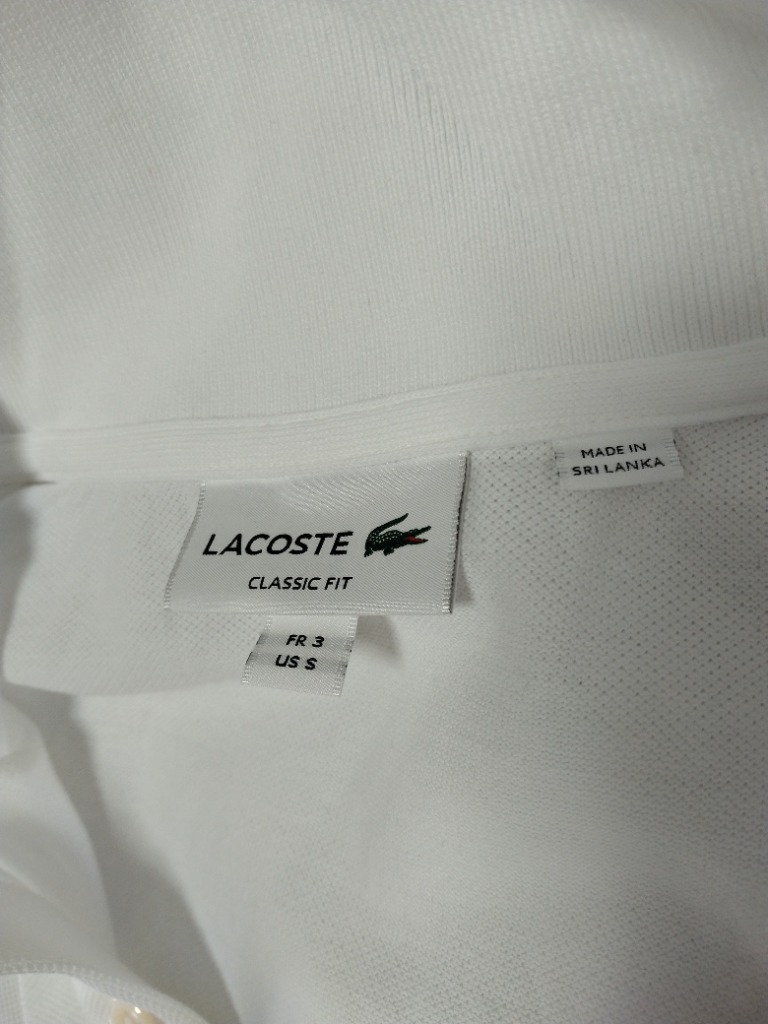 MADE IN
SRI LANKA
LACOSTE
CLASSIC FIT
FR 3
US S